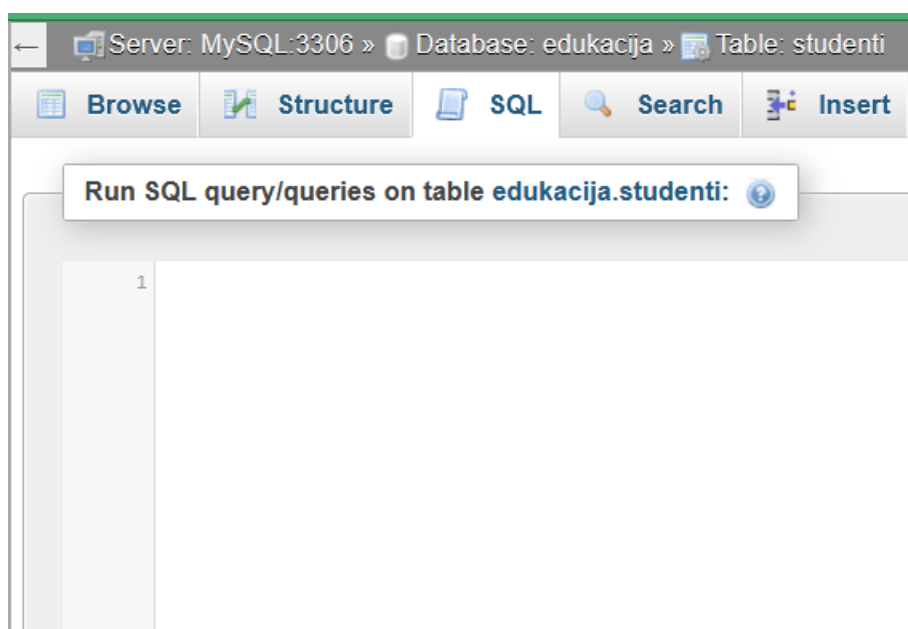 ← Server: MySQL:3306 » Database: edukacija » Table: studenti
Browse Structure SQL Search Insert
Run SQL query/queries on table edukacija.studenti:
1